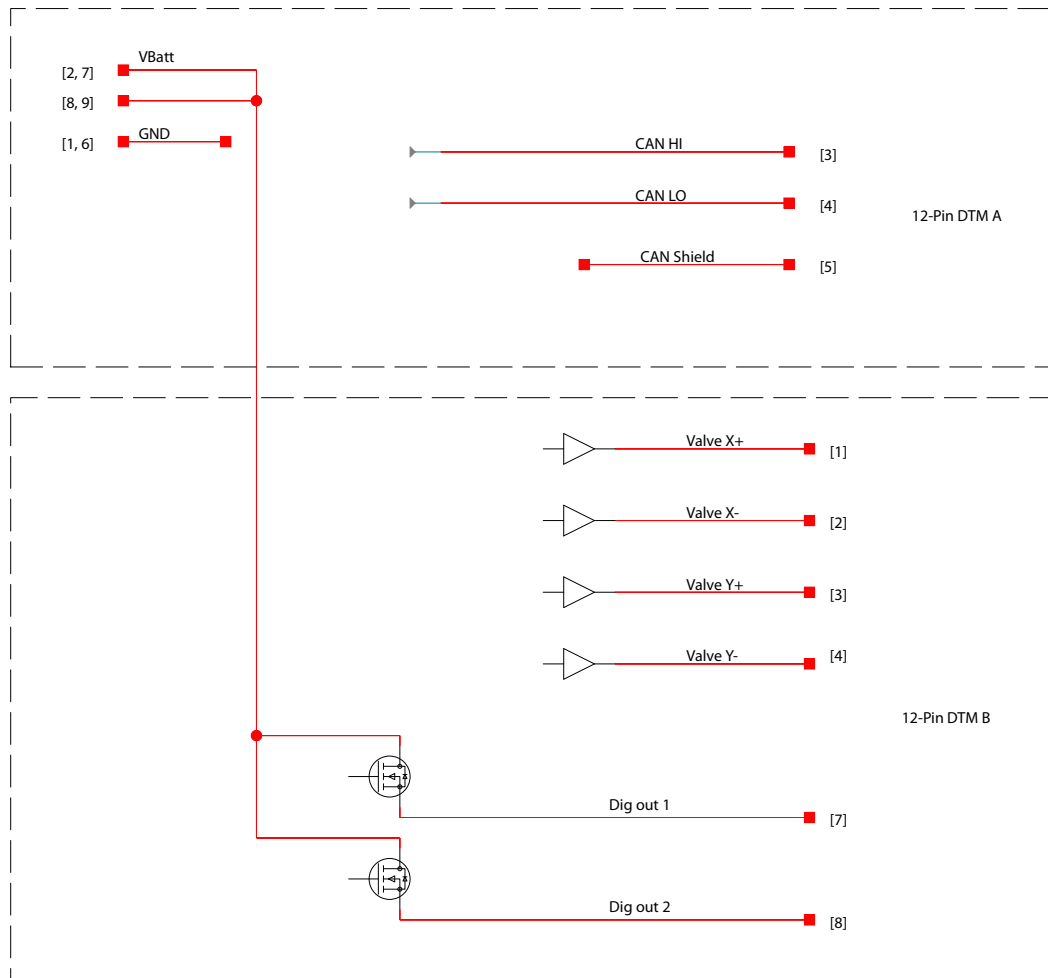 VBatt
[2, 7]
[8, 9]
GND
[1, 6]
CAN HI
[3]
CAN LO
[4]
12-Pin DTM A
CAN Shield
[5]
Valve X+
[1]
Valve X-
[2]
Valve Y+
[3]
Valve Y-
[4]
12-Pin DTM B
Dig out 1
[7]
Dig out 2
[8]